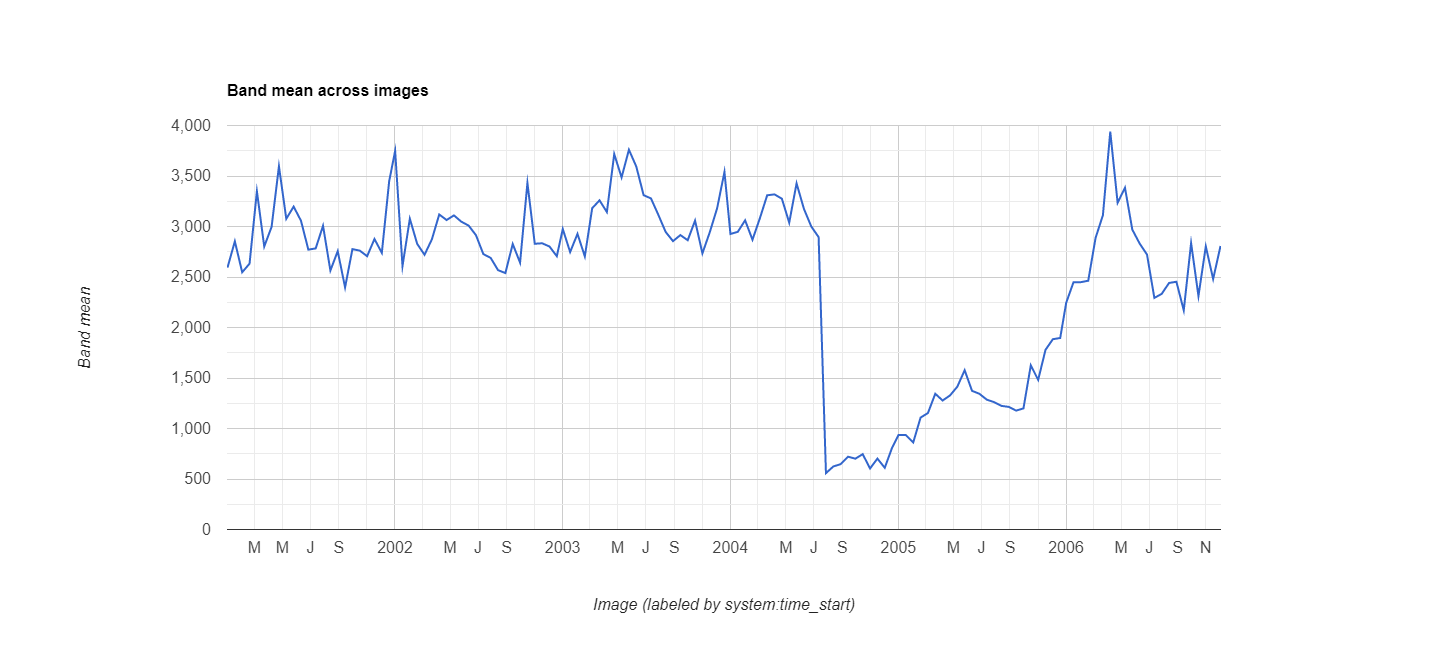 Band mean across images
4,000
3,500
3,000
2,500
2,000
1,500
1,000
500
0
Band mean
M M J S 2002 M J S 2003 M J S 2004 M J S 2005 M J S 2006 M J S N
Image (labeled by system:time_start)